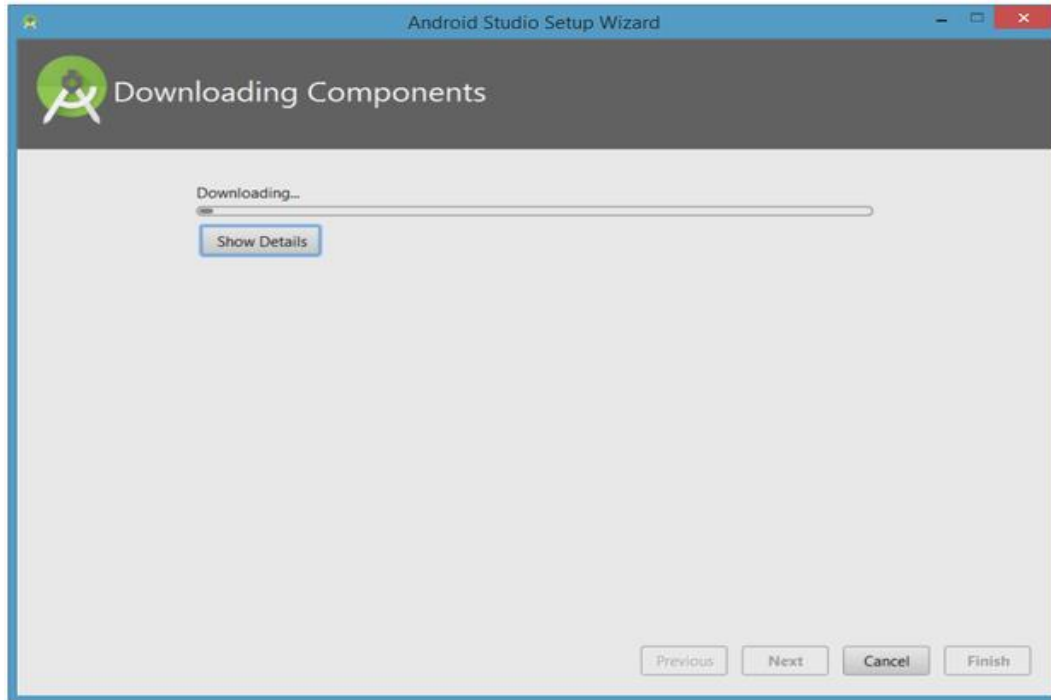 Android Studio Setup Wizard
Downloading Components
Downloading...
Show Details
Previous Next Cancel Finish